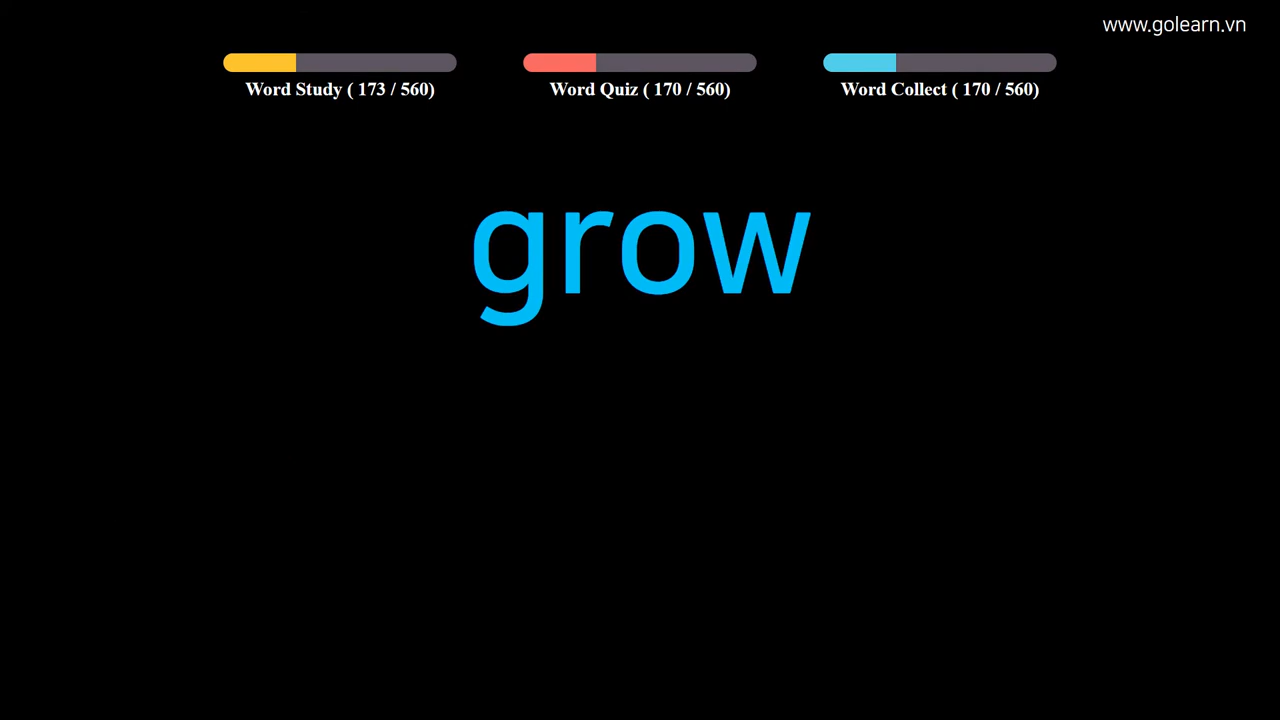 www.golearn.vn
Word Study ( 173 / 560)
Word Quiz ( 170 / 560)
Word Collect ( 170 / 560)
grow